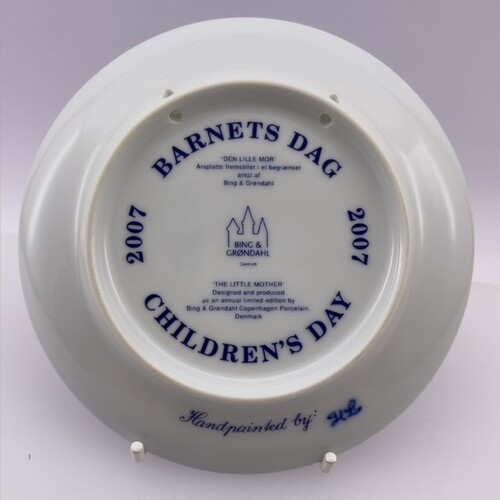 BARNETS DAG
"DEN LILLE MOR"
Årsplatte fremstillet i et begrænset
antal af
Bing & Grøndahl
2007
2007
BING &
GRØNDAHL
Denmark
"THE LITTLE MOTHER"
Designed and produced
as an annual limited edition by
Bing & Grøndahl Copenhagen Porcelain.
Denmark
CHILDREN'S DAY
Handpainted by: